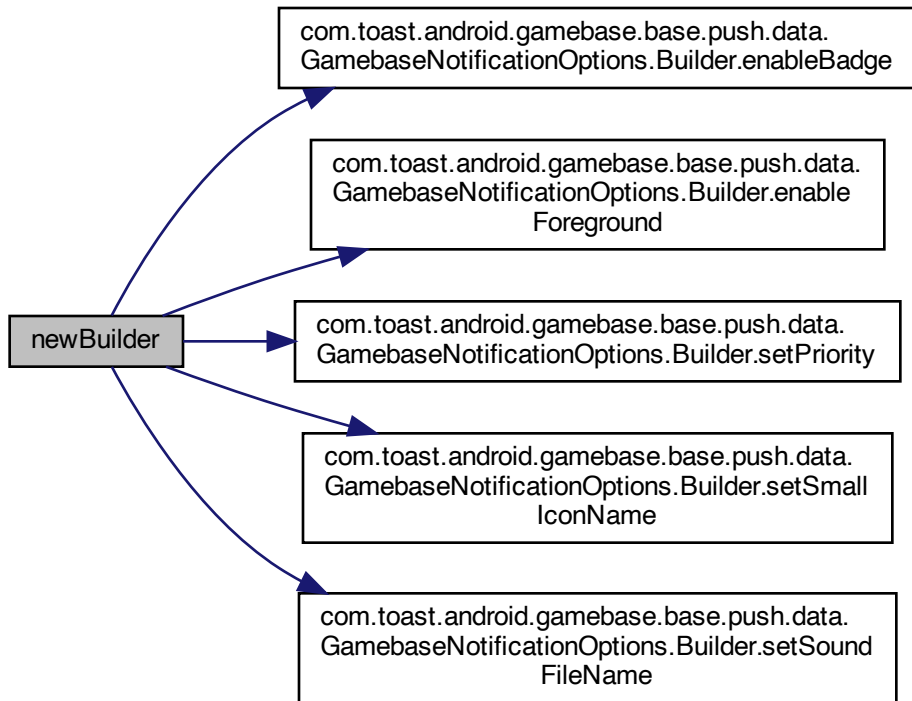 com.toast.android.gamebase.base.push.data.
GamebaseNotificationOptions.Builder.enableBadge
com.toast.android.gamebase.base.push.data.
GamebaseNotificationOptions.Builder.enable
Foreground
newBuilder
com.toast.android.gamebase.base.push.data.
GamebaseNotificationOptions.Builder.setPriority
com.toast.android.gamebase.base.push.data.
GamebaseNotificationOptions.Builder.setSmall
IconName
com.toast.android.gamebase.base.push.data.
GamebaseNotificationOptions.Builder.setSound
FileName